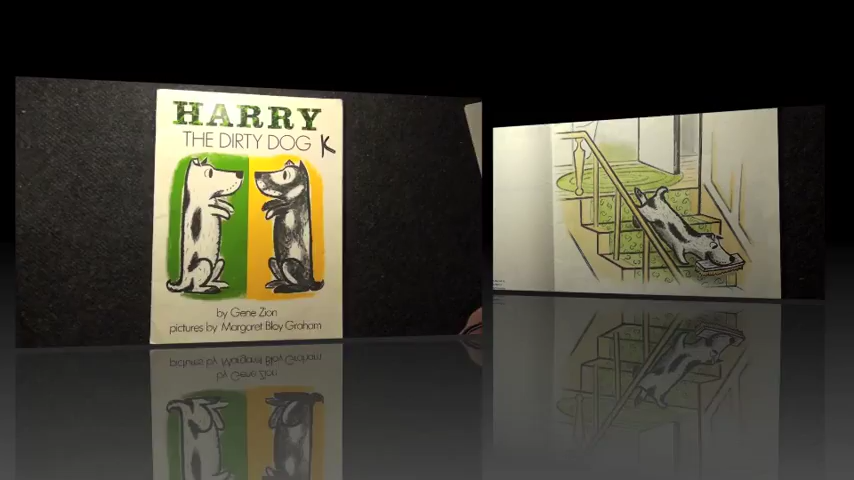 HARRY
THE DIRTY DOG K
by Gene Zion
pictures by Margaret Bloy Graham